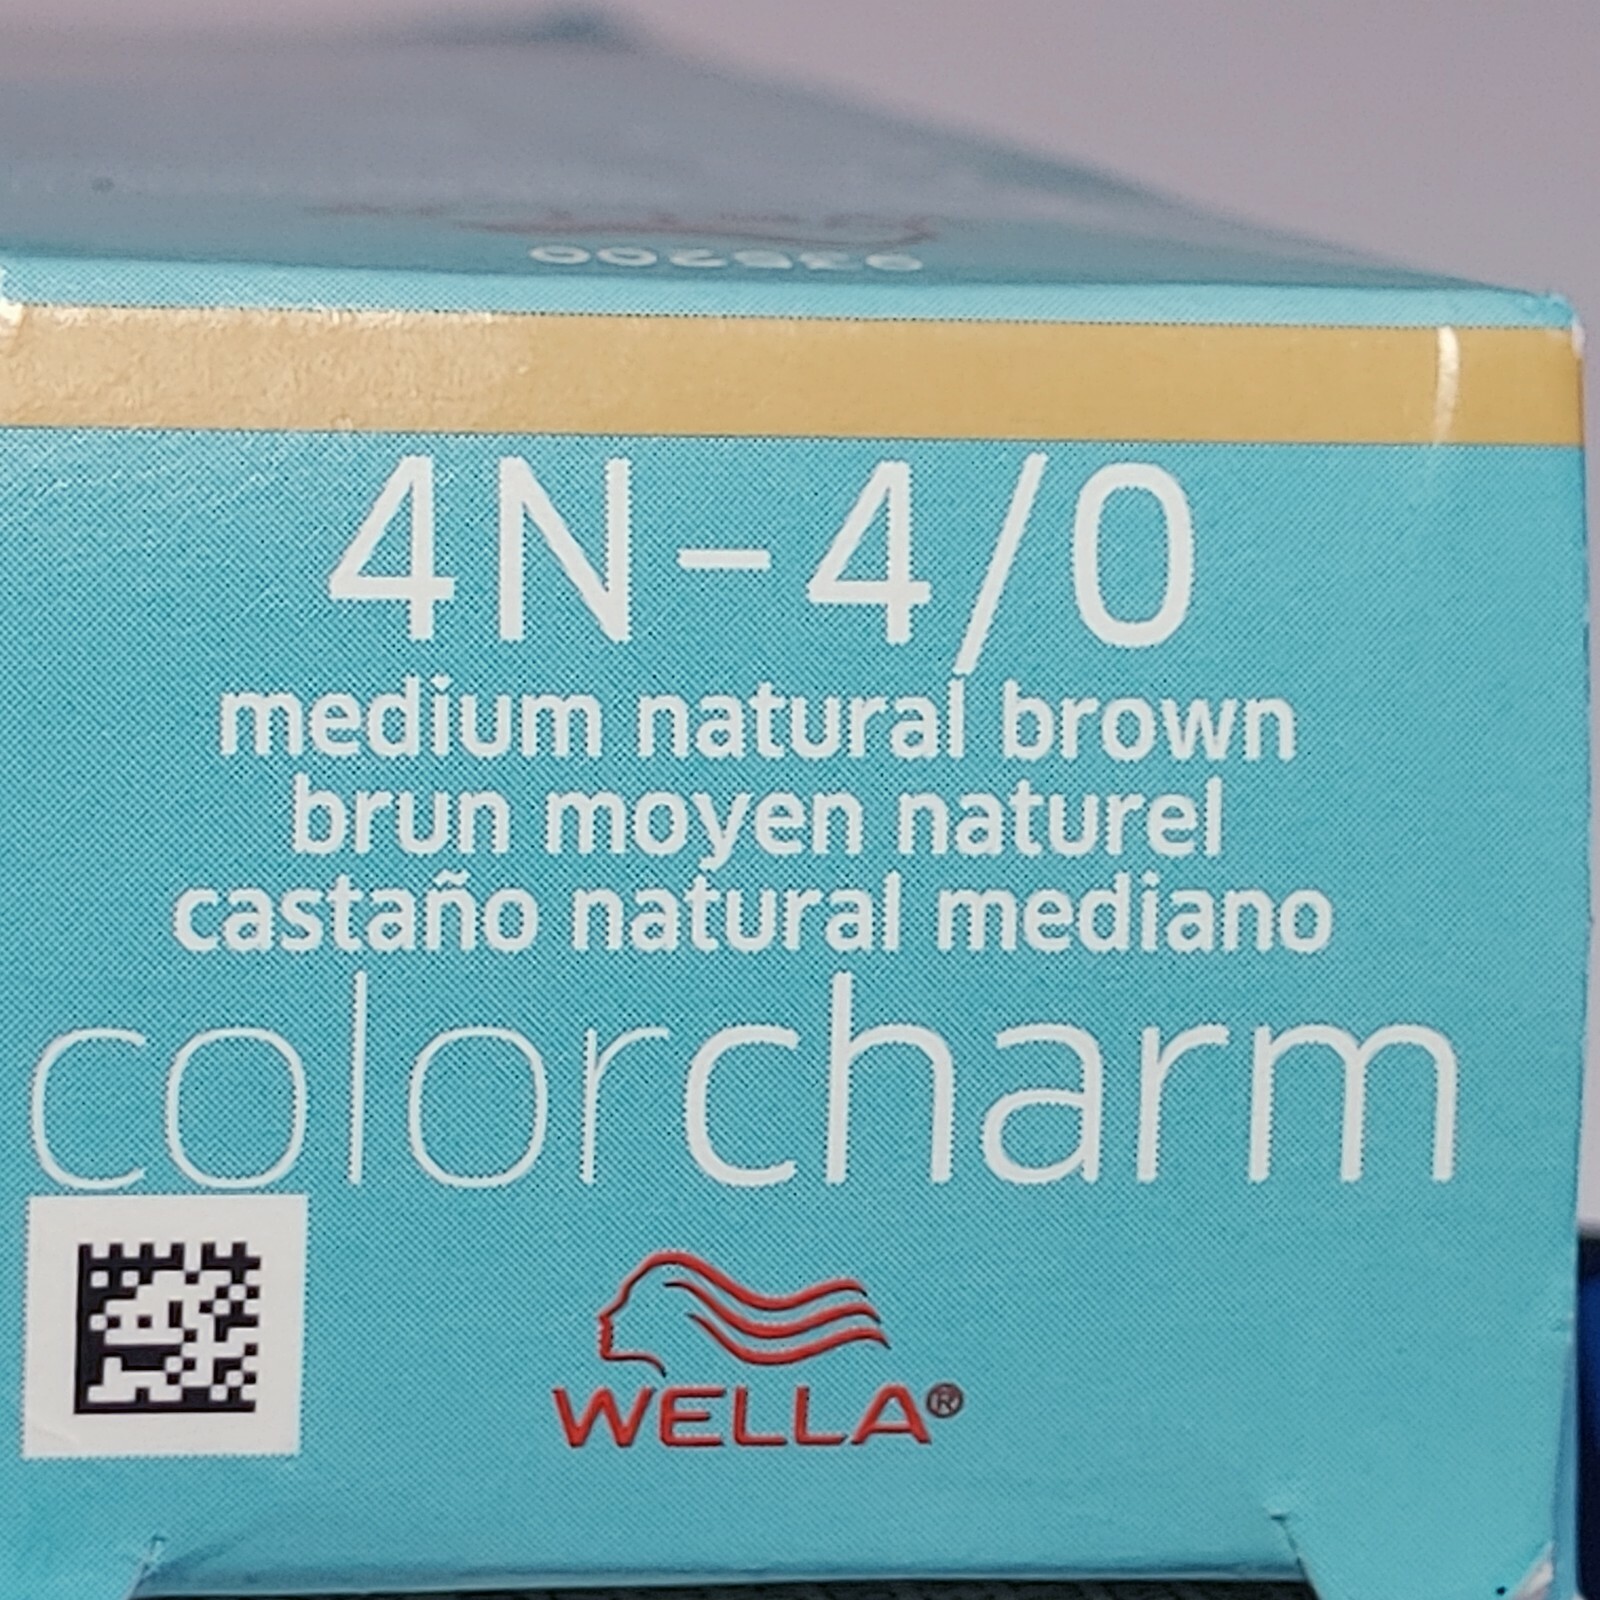 4N-4/0
medium natural brown
brun moyen naturel
castaño natural mediano
colorcharm
WELLA®